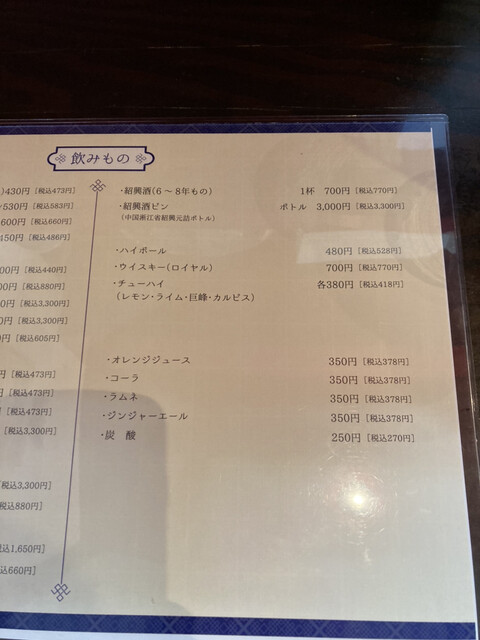 飲みもの
)430円[税込473円]
530円[税込583円]
600円[税込660円]
450円[税込486円]
00円[税込440円]
00円[税込880円]
0円[税込3,300円]
0円[税込3,300円]
円[税込605円]
円[税込473円]
円[税込473円]
円[税込473円]
[税込3,300円]
税込3,300円]
税込880円]
税込1,650円]
税込660円]
・紹興酒(6〜8年もの) 1杯 700円[税込770円]
・紹興酒ビン ボトル 3,000円[税込3,300円]
(中国浙江省紹興元詰ボトル)
・ハイボール 480円[税込528円]
・ウイスキー(ロイヤル) 700円[税込770円]
・チューハイ 各380円[税込418円]
(レモン・ライム・巨峰・カルピス)
・オレンジジュース 350円[税込378円]
・コーラ 350円[税込378円]
・ラムネ 350円[税込378円]
・ジンジャーエール 350円[税込378円]
・炭 酸 250円[税込270円]